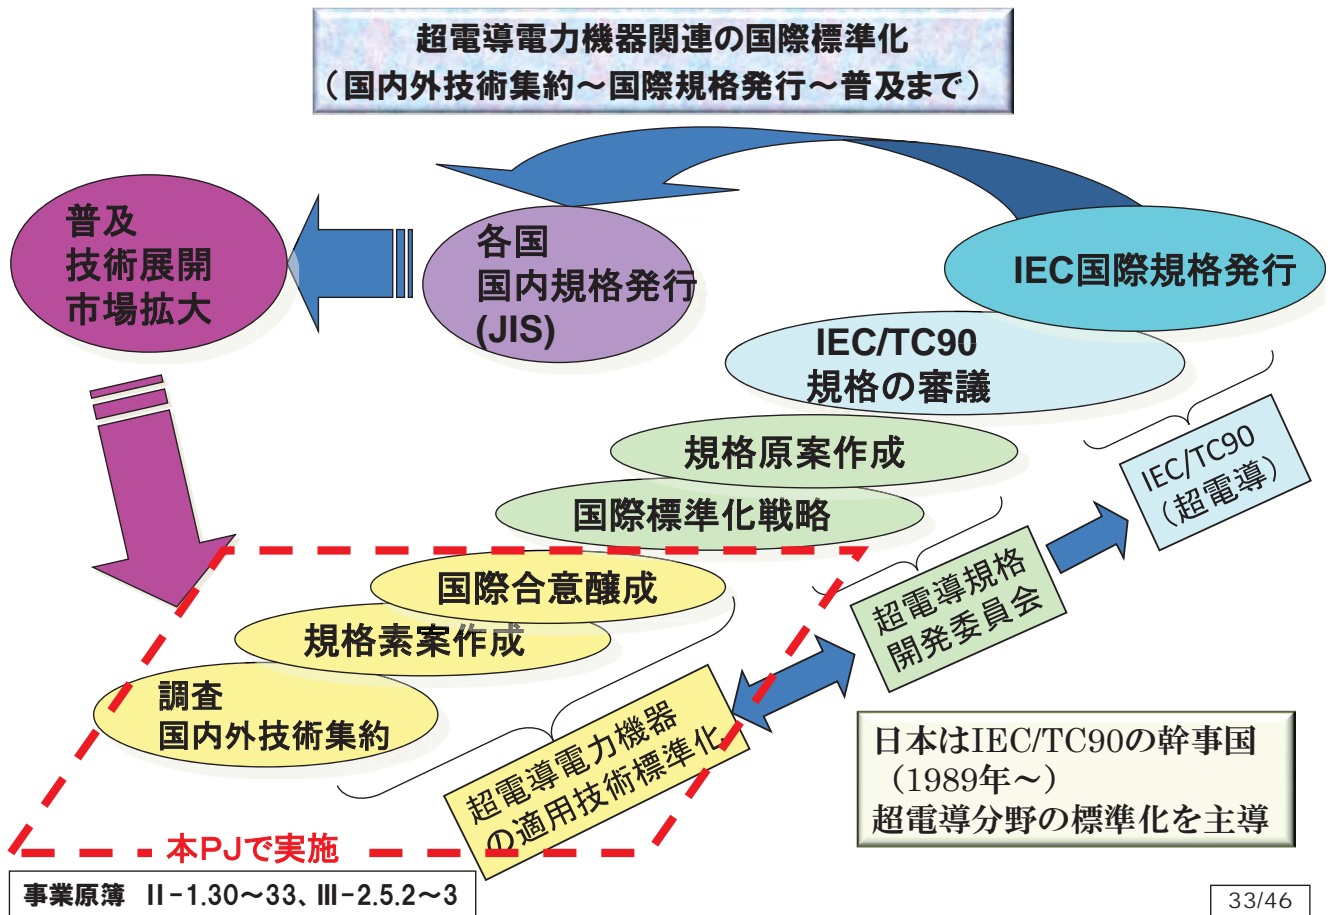 超電導電力機器関連の国際標準化
（国内外技術集約～国際規格発行～普及まで）
普及
技術展開
市場拡大
各国
国内規格発行
(JIS)
IEC国際規格発行
IEC/TC90
規格の審議
規格原案作成
国際標準化戦略
国際合意醸成
規格素案作成
調査
国内外技術集約
IEC/TC90
（超電導）
超電導規格
開発委員会
超電導電力機器
の適用技術標準化
日本はIEC/TC90の幹事国
（1989年～）
超電導分野の標準化を主導
本PJで実施
事業原簿 II-1.30～33、III-2.5.2～3
33/46